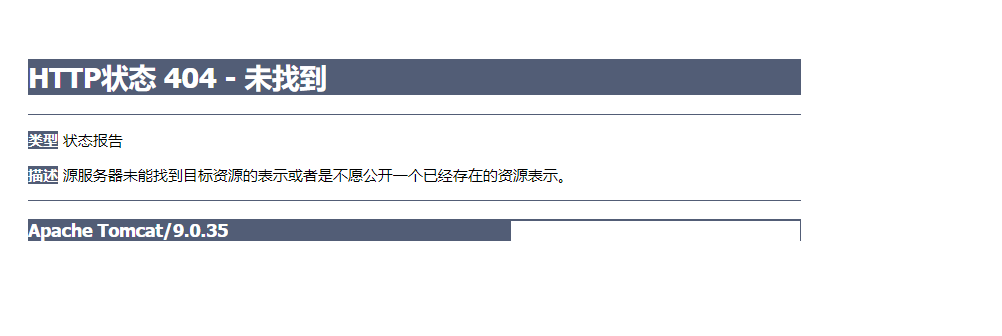 HTTP状态 404 - 未找到
类型 状态报告
描述 源服务器未能找到目标资源的表示或者是不愿公开一个已经存在的资源表示。
Apache Tomcat/9.0.35